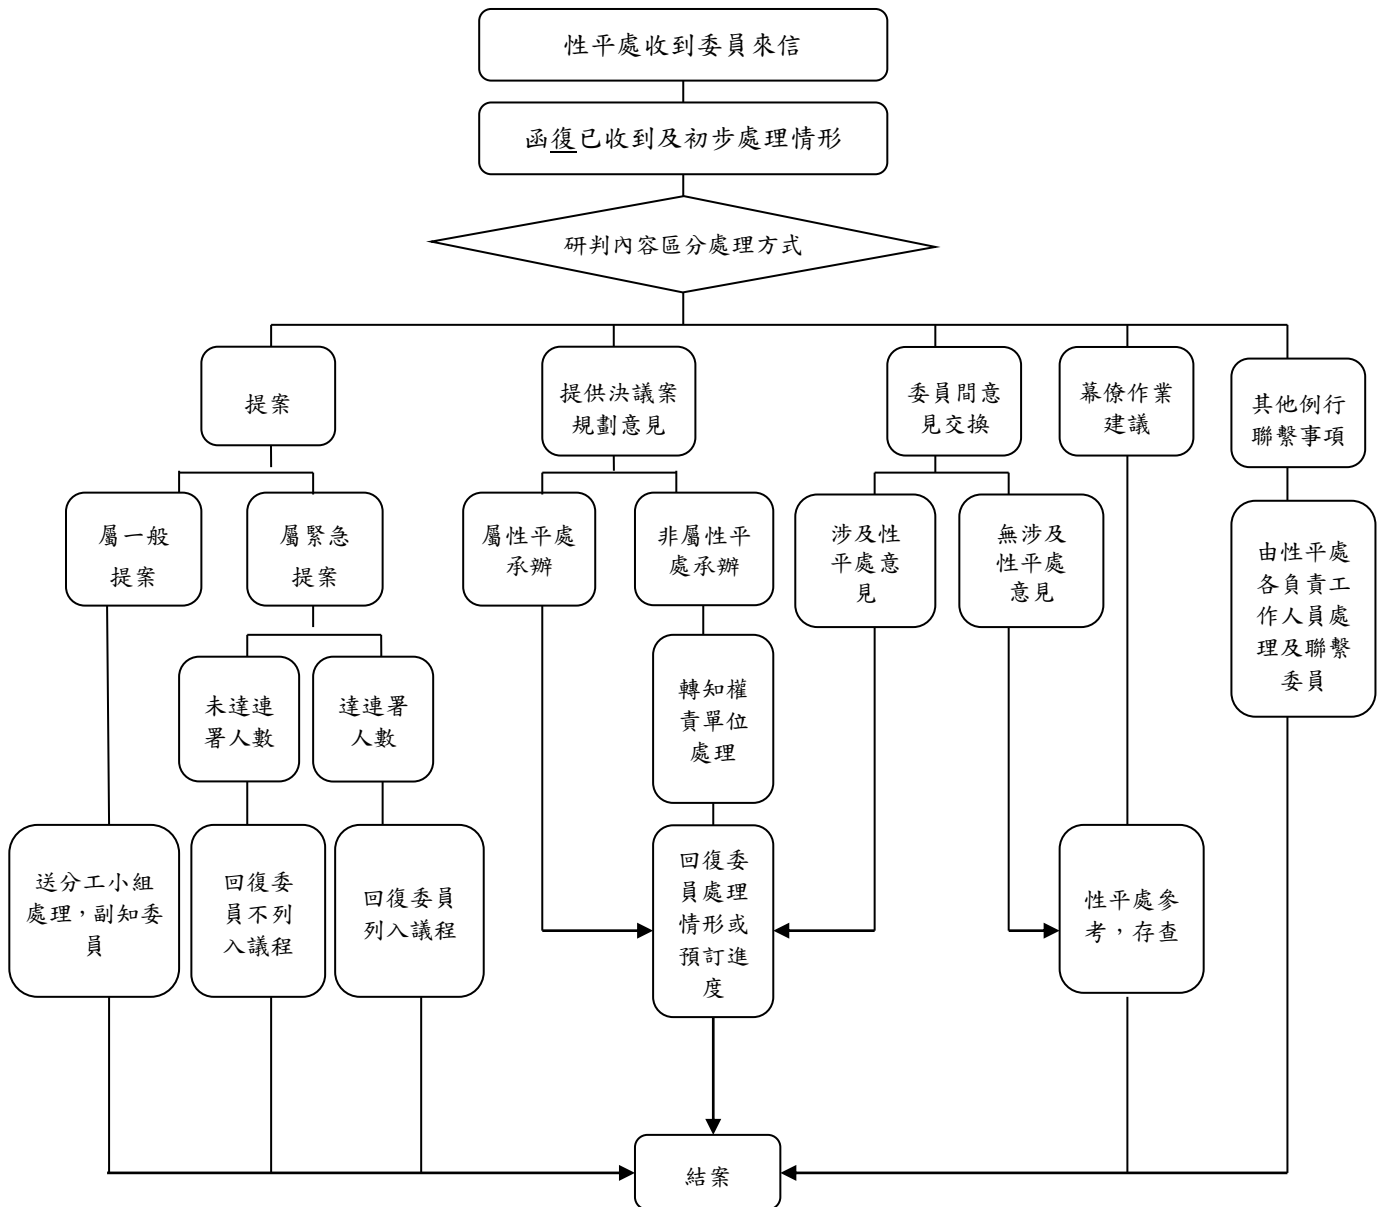 性平處收到委員來信
函復已收到及初步處理情形
研判內容區分處理方式
提案
提供決議案
規劃意見
委員間意
見交換
幕僚作業
建議
其他例行
聯繫事項
屬一般
提案
屬緊急
提案
屬性平處
承辦
非屬性平
處承辦
涉及性
平處意
見
無涉及
性平處
意見
由性平處
各負責工
作人員處
理及聯繫
委員
未達連
署人數
達連署
人數
轉知權
責單位
處理
送分工小組
處理，副知委
員
回復委
員不列
入議程
回復委員
列入議程
回復委
員處理
情形或
預訂進
度
性平處參
考，存查
結案